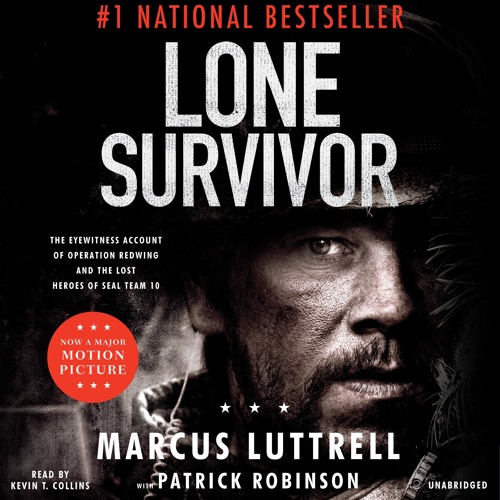 #1 NATIONAL BESTSELLER
LONE
SURVIVOR
THE EYEWITNESS ACCOUNT
OF OPERATION REDWING
AND THE LOST
HEROES OF SEAL TEAM 10
NOW A MAJOR
MOTION
PICTURE
MARCUS LUTTRELL
WITH PATRICK ROBINSON
READ BY
KEVIN T. COLLINS
UNABRIDGED